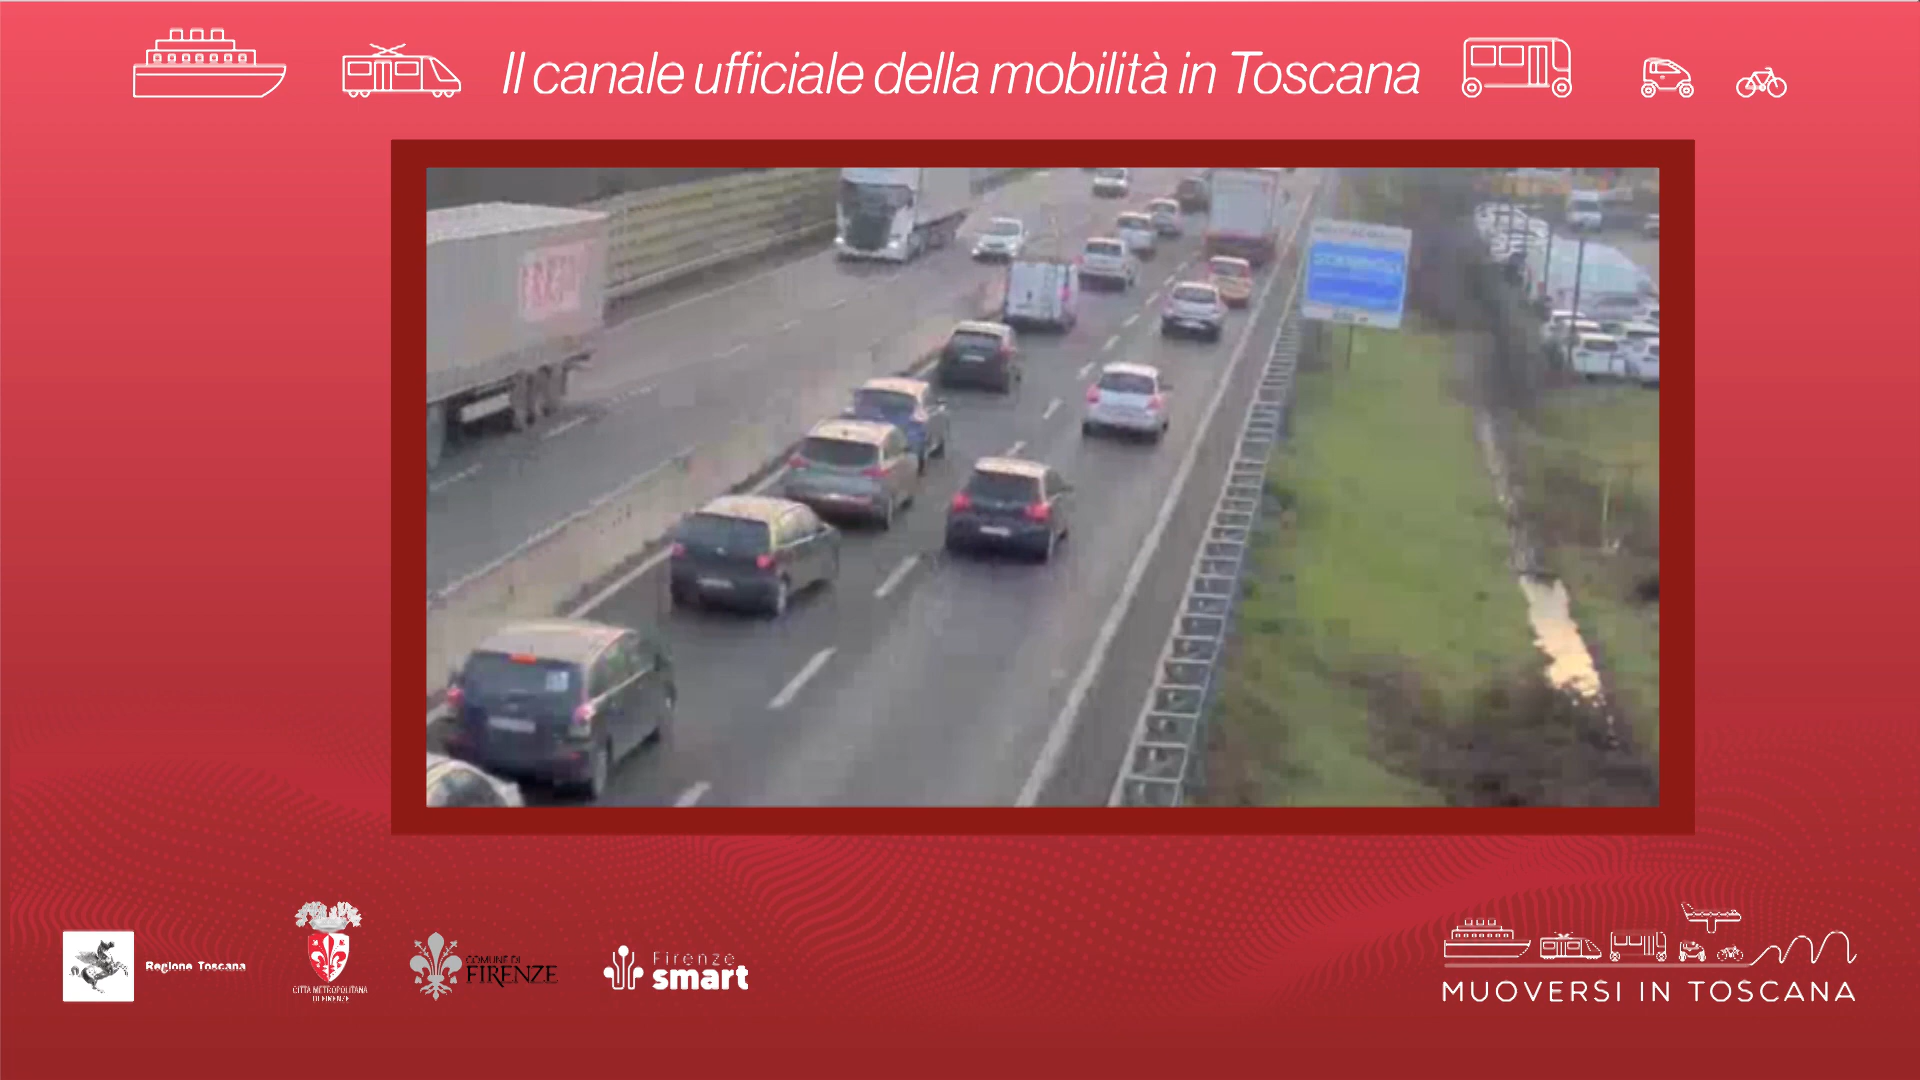 Il canale ufficiale della mobilità in Toscana
Regione Toscana
CITTÀ METROPOLITANA
DI FIRENZE
COMUNE DI
FIRENZE
Firenze
smart
MUOVERSI IN TOSCANA